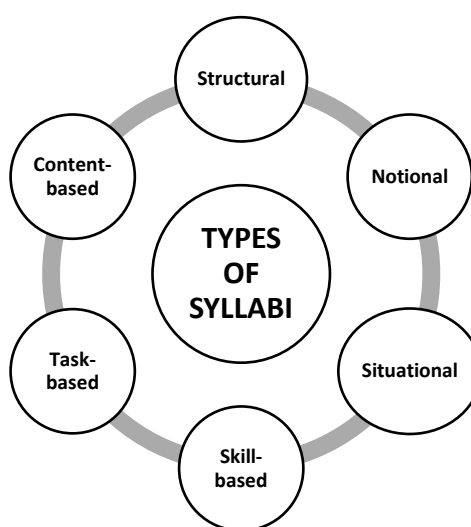 Structural
Content-
based
Notional
TYPES
OF
SYLLABI
Task-
based
Situational
Skill-
based